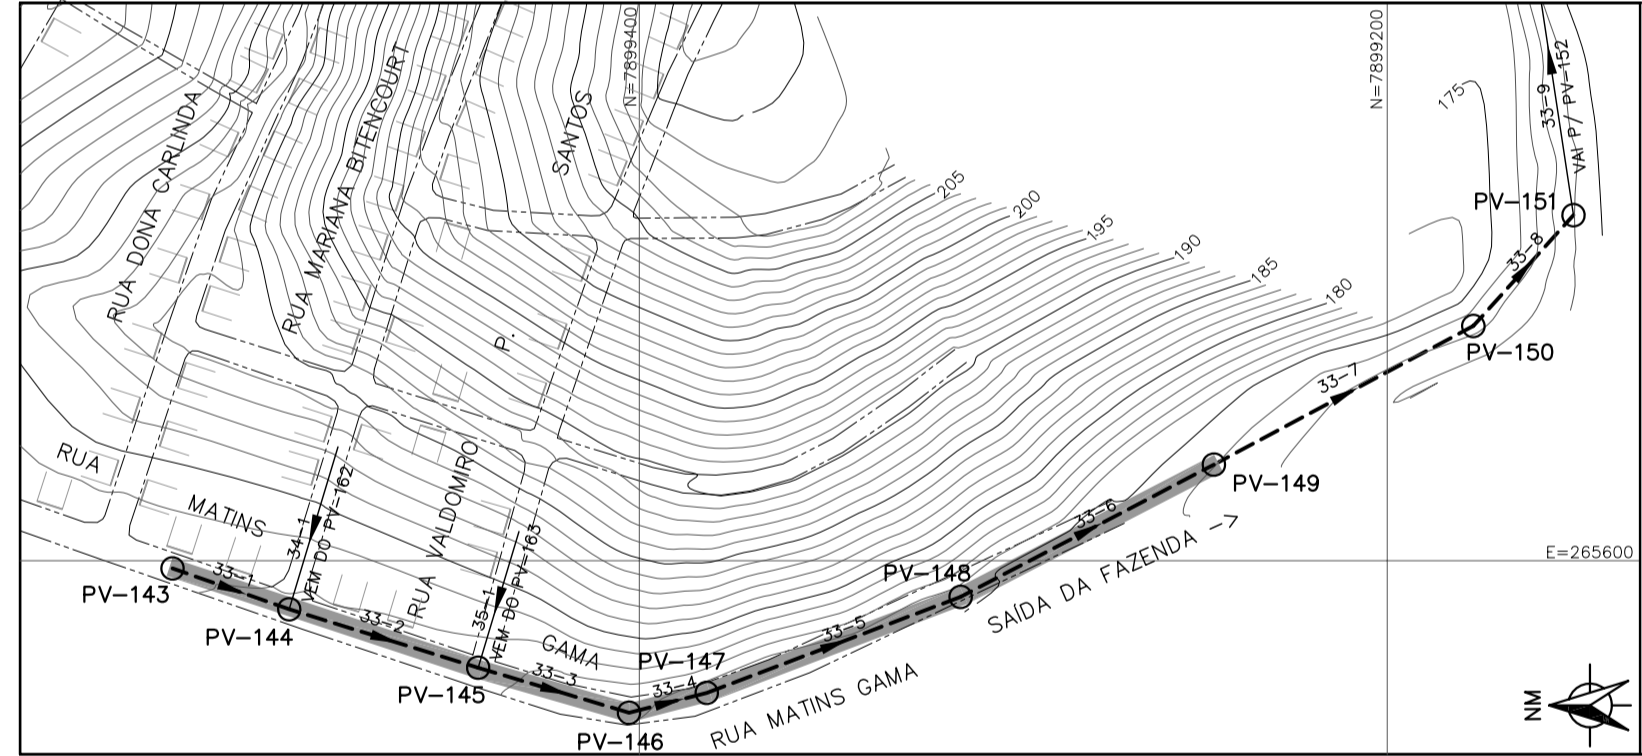 N=7899400
N=7899200
RUA DONA CARLINDA
RUA MARIANA BITENCOURT
SANTOS
P.
VALDOMIRO
RUA
205
200
195
190
185
180
175
33-9
VAI P/ PV-152
PV-151
33-8
PV-150
33-7
PV-149
33-6
E=265600
RUA
MATINS
GAMA
34-1
VEM DO PV-162
35-1
VEM DO PV-163
PV-143
33-1
PV-144
33-2
PV-145
33-3
PV-146
33-4
PV-147
33-5
PV-148
SAÍDA DA FAZENDA ->
RUA MATINS GAMA
NM